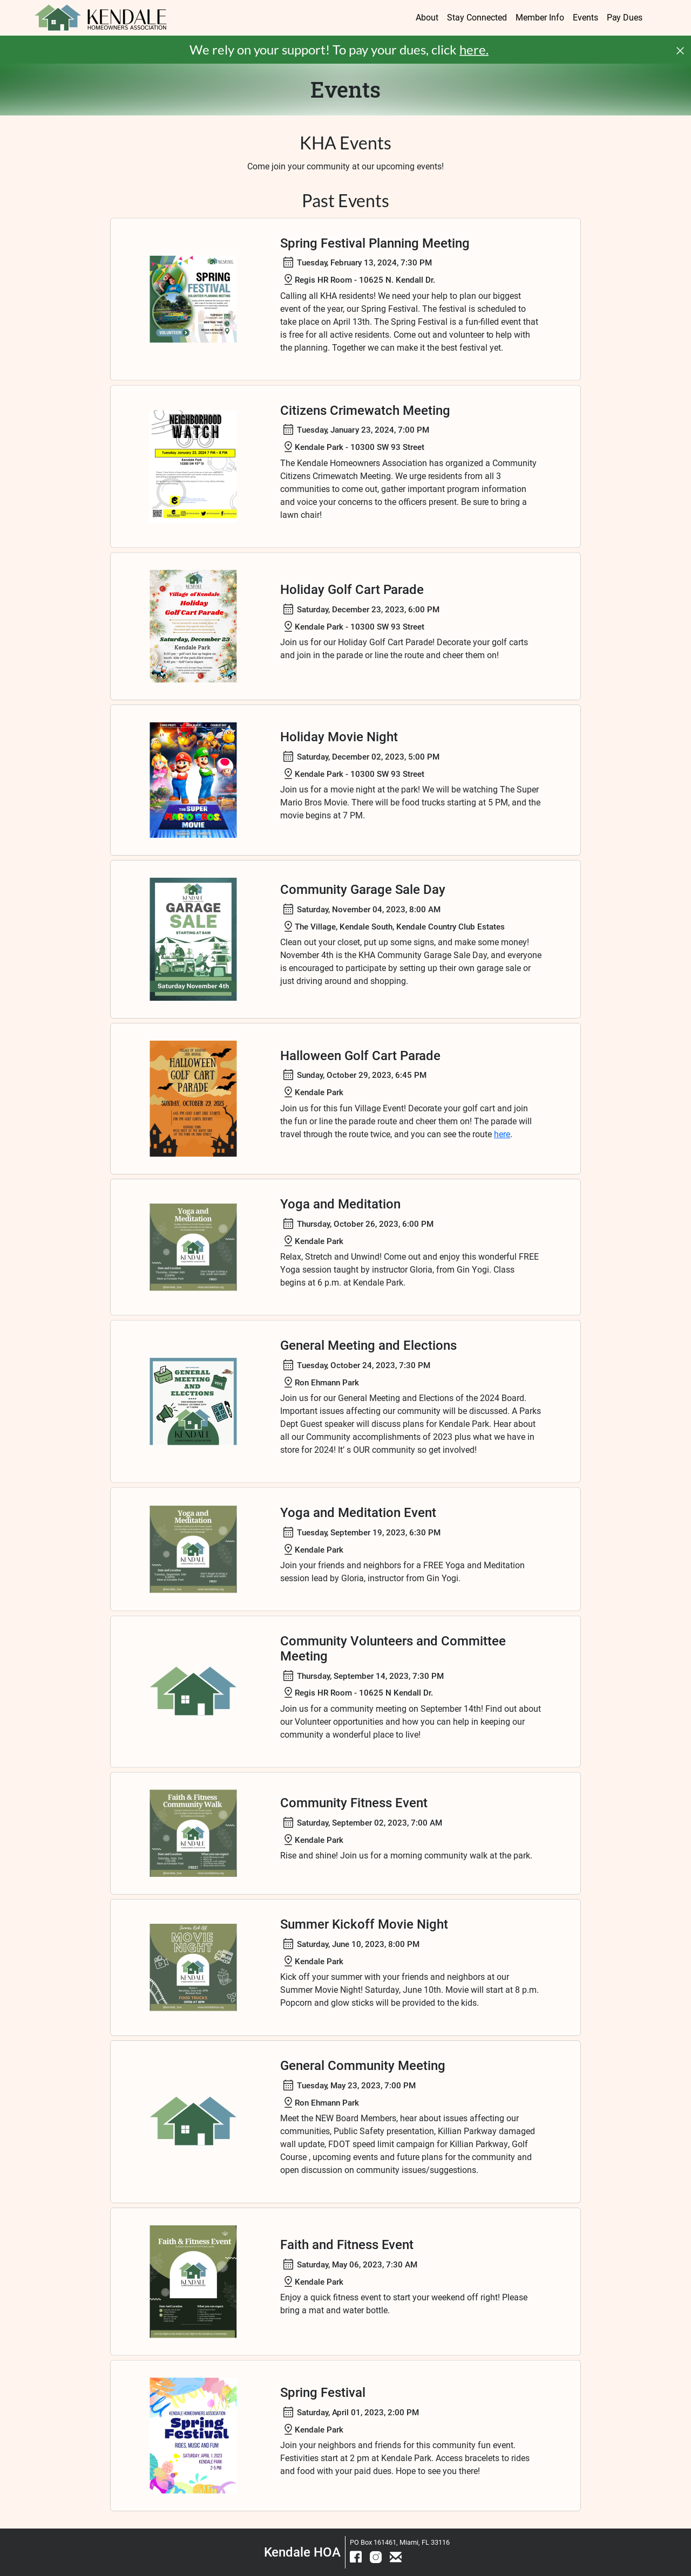 KENDALE
HOMEOWNERS ASSOCIATION
About Stay Connected Member Info Events Pay Dues
We rely on your support! To pay your dues, click here.
Events
KHA Events
Come join your community at our upcoming events!
Past Events
SPRING
FESTIVAL
VOLUNTEER PLANNING MEETING
VOLUNTEER
Spring Festival Planning Meeting
Tuesday, February 13, 2024, 7:30 PM
Regis HR Room - 10625 N. Kendall Dr.
Calling all KHA residents! We need your help to plan our biggest
event of the year, our Spring Festival. The festival is scheduled to
take place on April 13th. The Spring Festival is a fun-filled event that
is free for all active residents. Come out and volunteer to help with
the planning. Together we can make it the best festival yet.
NEIGHBORHOOD
WATCH
Tuesday January 23, 2024 7 PM - 8 PM
Kendale Park
Citizens Crimewatch Meeting
Tuesday, January 23, 2024, 7:00 PM
Kendale Park - 10300 SW 93 Street
The Kendale Homeowners Association has organized a Community
Citizens Crimewatch Meeting. We urge residents from all 3
communities to come out, gather important program information
and voice your concerns to the officers present. Be sure to bring a
lawn chair!
Village of Kendale
Holiday
Golf Cart Parade
Saturday, December 23
Kendale Park
Holiday Golf Cart Parade
Saturday, December 23, 2023, 6:00 PM
Kendale Park - 10300 SW 93 Street
Join us for our Holiday Golf Cart Parade! Decorate your golf carts
and join in the parade or line the route and cheer them on!
THE SUPER
MARIO BROS.
MOVIE
Holiday Movie Night
Saturday, December 02, 2023, 5:00 PM
Kendale Park - 10300 SW 93 Street
Join us for a movie night at the park! We will be watching The Super
Mario Bros Movie. There will be food trucks starting at 5 PM, and the
movie begins at 7 PM.
KENDALE
GARAGE
SALE
STARTING AT 8AM
Saturday November 4th
Community Garage Sale Day
Saturday, November 04, 2023, 8:00 AM
The Village, Kendale South, Kendale Country Club Estates
Clean out your closet, put up some signs, and make some money!
November 4th is the KHA Community Garage Sale Day, and everyone
is encouraged to participate by setting up their own garage sale or
just driving around and shopping.
HALLOWEEN
GOLF CART
PARADE
SUNDAY, OCTOBER 29, 2023
Halloween Golf Cart Parade
Sunday, October 29, 2023, 6:45 PM
Kendale Park
Join us for this fun Village Event! Decorate your golf cart and join
the fun or line the parade route and cheer them on! The parade will
travel through the route twice, and you can see the route here.
Yoga and
Meditation
KENDALE
Yoga and Meditation
Thursday, October 26, 2023, 6:00 PM
Kendale Park
Relax, Stretch and Unwind! Come out and enjoy this wonderful FREE
Yoga session taught by instructor Gloria, from Gin Yogi. Class
begins at 6 p.m. at Kendale Park.
GENERAL
MEETING
AND
ELECTIONS
KENDALE
General Meeting and Elections
Tuesday, October 24, 2023, 7:30 PM
Ron Ehmann Park
Join us for our General Meeting and Elections of the 2024 Board.
Important issues affecting our community will be discussed. A Parks
Dept Guest speaker will discuss plans for Kendale Park. Hear about
all our Community accomplishments of 2023 plus what we have in
store for 2024! It' s OUR community so get involved!
Yoga and
Meditation
KENDALE
Yoga and Meditation Event
Tuesday, September 19, 2023, 6:30 PM
Kendale Park
Join your friends and neighbors for a FREE Yoga and Meditation
session lead by Gloria, instructor from Gin Yogi.
Community Volunteers and Committee
Meeting
Thursday, September 14, 2023, 7:30 PM
Regis HR Room - 10625 N Kendall Dr.
Join us for a community meeting on September 14th! Find out about
our Volunteer opportunities and how you can help in keeping our
community a wonderful place to live!
Faith & Fitness
Community Walk
KENDALE
Community Fitness Event
Saturday, September 02, 2023, 7:00 AM
Kendale Park
Rise and shine! Join us for a morning community walk at the park.
Summer Kick Off
MOVIE
NIGHT
KENDALE
FOOD TRUCKS
Summer Kickoff Movie Night
Saturday, June 10, 2023, 8:00 PM
Kendale Park
Kick off your summer with your friends and neighbors at our
Summer Movie Night! Saturday, June 10th. Movie will start at 8 p.m.
Popcorn and glow sticks will be provided to the kids.
General Community Meeting
Tuesday, May 23, 2023, 7:00 PM
Ron Ehmann Park
Meet the NEW Board Members, hear about issues affecting our
communities, Public Safety presentation, Killian Parkway damaged
wall update, FDOT speed limit campaign for Killian Parkway, Golf
Course , upcoming events and future plans for the community and
open discussion on community issues/suggestions.
Faith & Fitness Event
KENDALE
Faith and Fitness Event
Saturday, May 06, 2023, 7:30 AM
Kendale Park
Enjoy a quick fitness event to start your weekend off right! Please
bring a mat and water bottle.
KENDALE HOMEOWNERS ASSOCIATION
Spring
Festival
RIDES, MUSIC AND FUN!
SATURDAY, APRIL 1, 2023
KENDALE PARK
2-5 PM
Spring Festival
Saturday, April 01, 2023, 2:00 PM
Kendale Park
Join your neighbors and friends for this community fun event.
Festivities start at 2 pm at Kendale Park. Access bracelets to rides
and food with your paid dues. Hope to see you there!
Kendale HOA
PO Box 161461, Miami, FL 33116